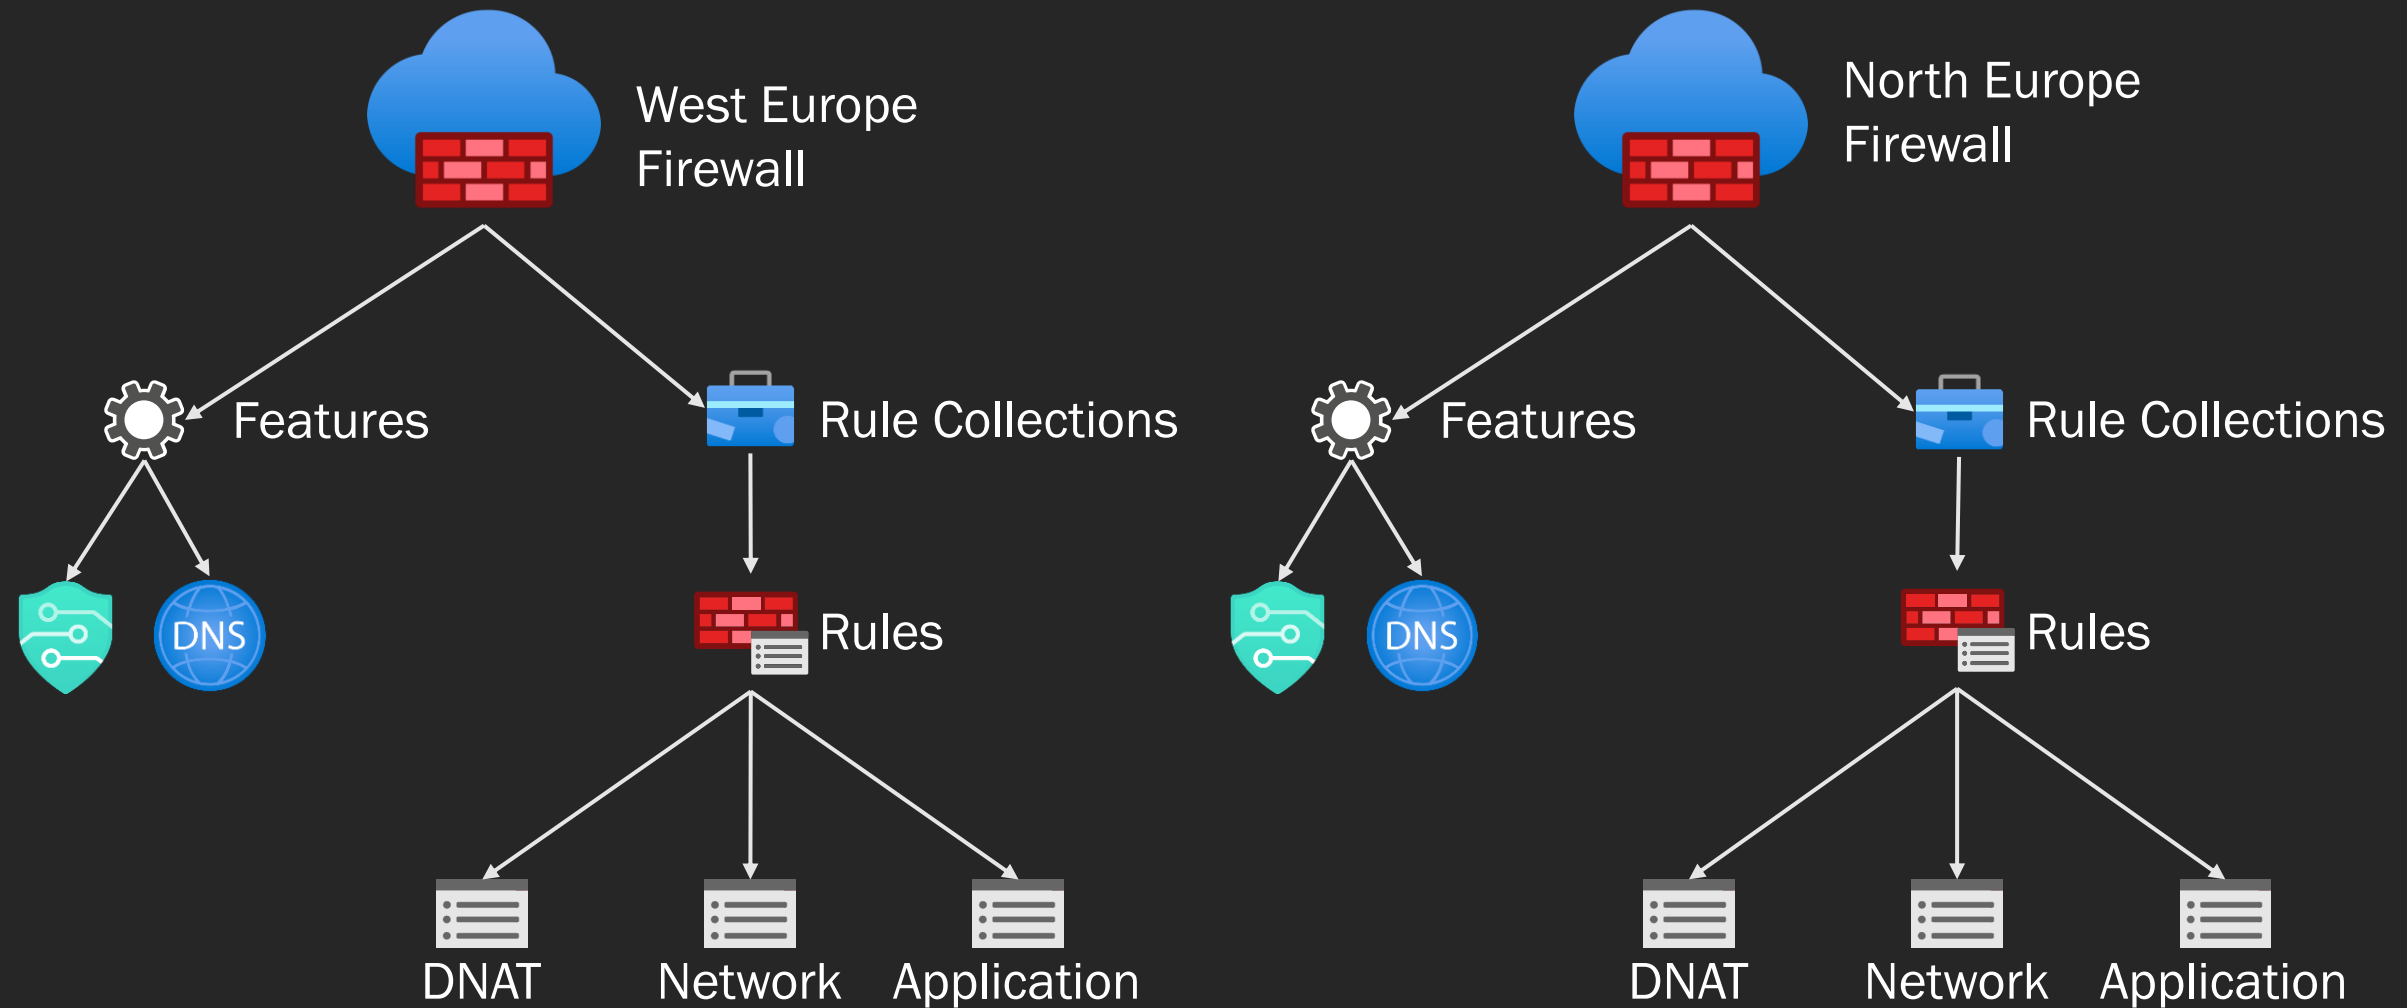 West Europe
Firewall
Features
Rule Collections
DNS
Rules
DNAT
Network
Application
North Europe
Firewall
Features
Rule Collections
DNS
Rules
DNAT
Network
Application